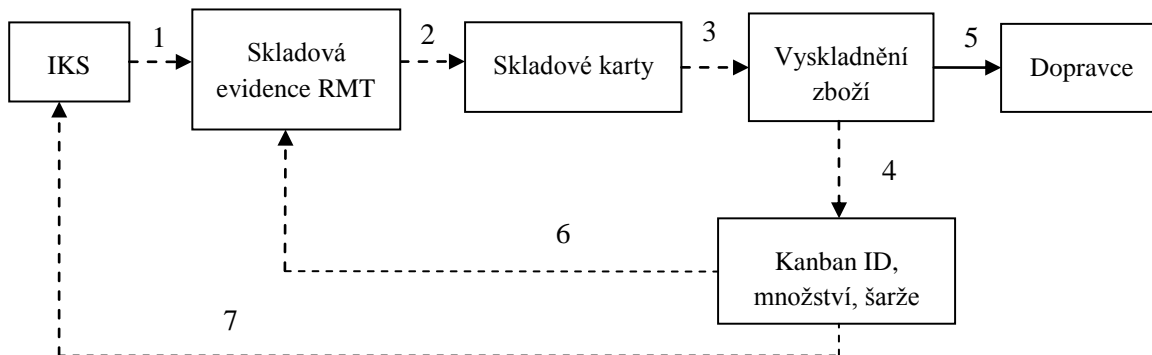 1
2
3
5
IKS
Skladová
evidence RMT
Skladové karty
Vyskladnění
zboží
Dopravce
4
6
Kanban ID,
množství, šarže
7